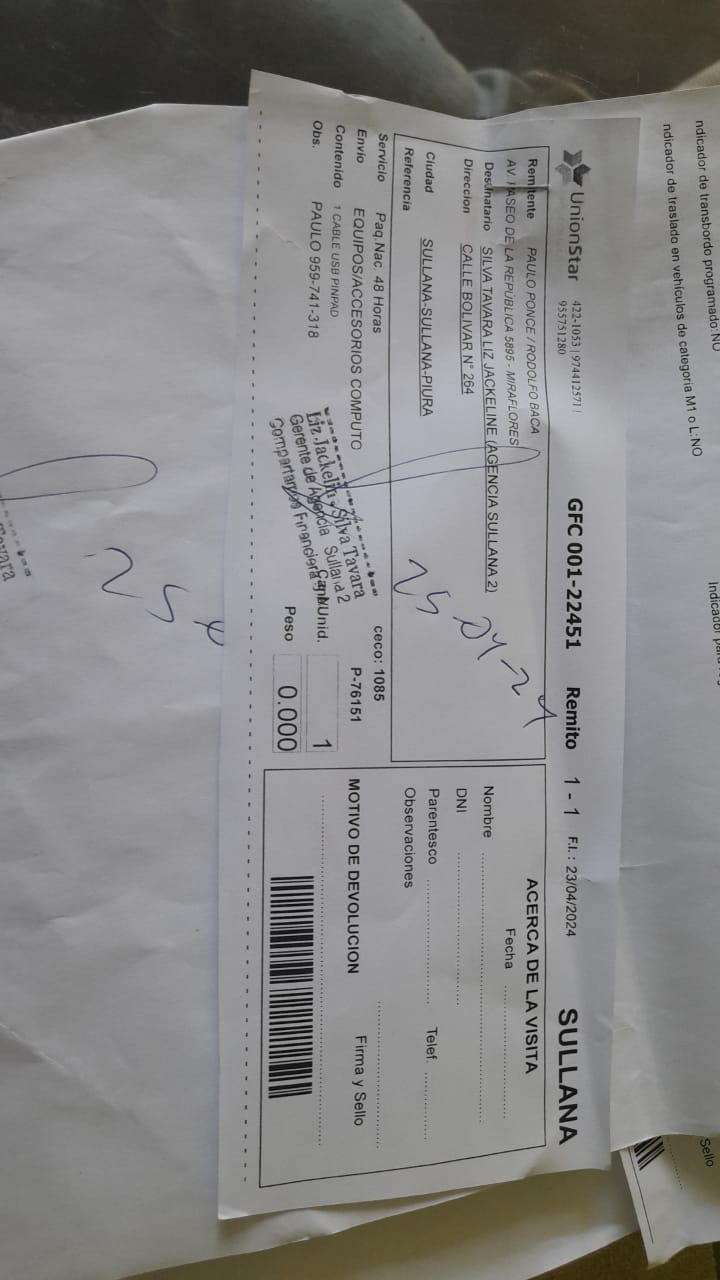 ndicador de transbordo programado:NO
ndicador de traslado en vehículos de categoria M1 o L:NO
Sello
UnionStar 422-1053 | 974412571 |
955751280
GFC 001-22451 Remito 1 - 1 F.I.: 23/04/2024 SULLANA
Remitente PAULO PONCE / RODOLFO BACA
AV. PASEO DE LA REPÚBLICA 5895 - MIRAFLORES
Destinatario SILVA TAVARA LIZ JACKELINE (AGENCIA SULLANA 2)
Direccion CALLE BOLIVAR N° 264
Ciudad SULLANA-SULLANA-PIURA
Referencia
25-04-24
Servicio Paq.Nac. 48 Horas ceco: 1085
Envio EQUIPOS/ACCESORIOS COMPUTO P-76151
Contenido 1 CABLE USB PINPAD
Obs. PAULO 959-741-318
Unid. 1
Peso 0.000
Liz Jackeline Silva Tavara
Gerente de Agencia Sullana 2
Compartamos Financiera
ACERCA DE LA VISITA
Fecha
Nombre
DNI
Parentesco Telef.
Observaciones
MOTIVO DE DEVOLUCION Firma y Sello
Tavara